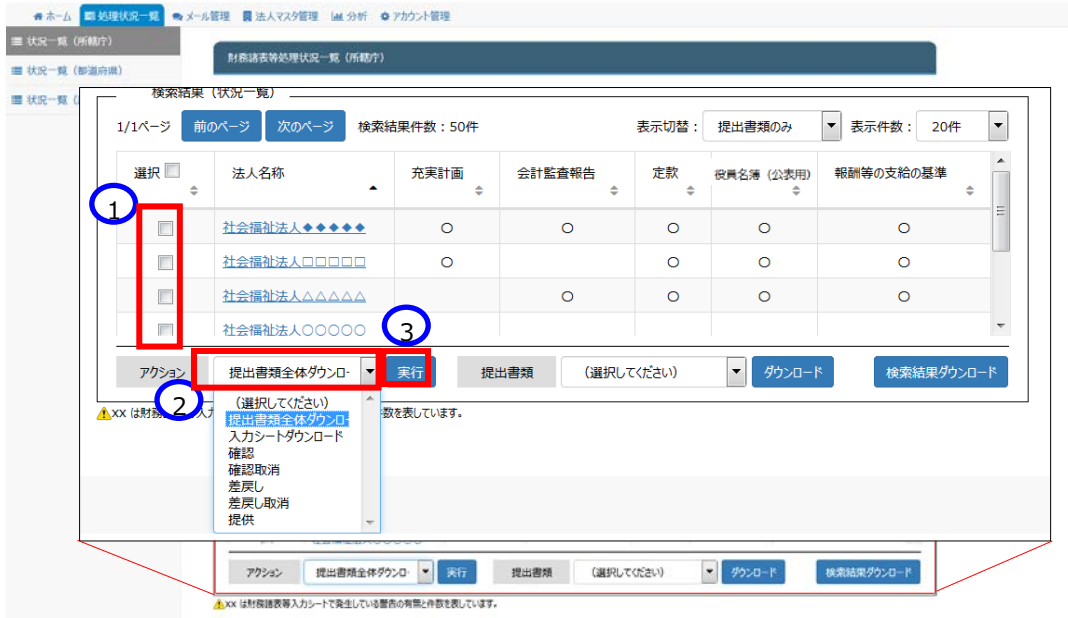 ホーム 処理状況一覧 メール管理 法人マスタ管理 分析 アカウント管理
状況一覧（所轄庁）
財務諸表等処理状況一覧（所轄庁）
状況一覧（都道府県）
状況一覧（
検索結果（状況一覧）
1/1ページ 前のページ 次のページ 検索結果件数：50件 表示切替： 提出書類のみ 表示件数： 20件
選択 法人名称 充実計画 会計監査報告 定款 役員名簿（公表用） 報酬等の支給の基準
1
社会福祉法人◆◆◆◆◆ ○ ○ ○ ○ ○
社会福祉法人□□□□□ ○ ○ ○ ○
社会福祉法人△△△△△ ○ ○ ○ ○
社会福祉法人○○○○○
3
アクション 提出書類全体ダウンロ- 実行 提出書類 （選択してください） ダウンロード 検索結果ダウンロード
2
xx は財務 入力 数を表しています。
（選択してください）
提出書類全体ダウンロ-
入力シートダウンロード
確認
確認取消
差戻し
差戻し取消
提供
アクション 提出書類全体ダウンロ- 実行 提出書類 （選択してください） ダウンロード 検索結果ダウンロード
xx は財務諸表等入力シートで発生している警告の有無と件数を表しています。